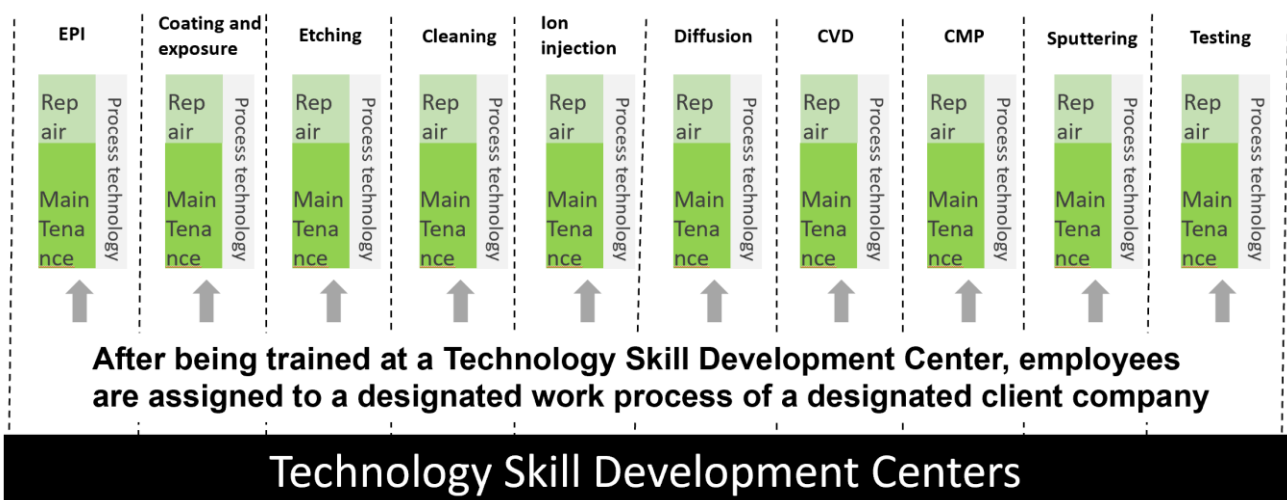 EPI
Coating and
exposure
Etching
Cleaning
Ion
injection
Diffusion
CVD
CMP
Sputtering
Testing
Rep
air
Main
Tena
nce
Process technology
Rep
air
Main
Tena
nce
Process technology
Rep
air
Main
Tena
nce
Process technology
Rep
air
Main
Tena
nce
Process technology
Rep
air
Main
Tena
nce
Process technology
Rep
air
Main
Tena
nce
Process technology
Rep
air
Main
Tena
nce
Process technology
Rep
air
Main
Tena
nce
Process technology
Rep
air
Main
Tena
nce
Process technology
Rep
air
Main
Tena
nce
Process technology
After being trained at a Technology Skill Development Center, employees
are assigned to a designated work process of a designated client company
Technology Skill Development Centers